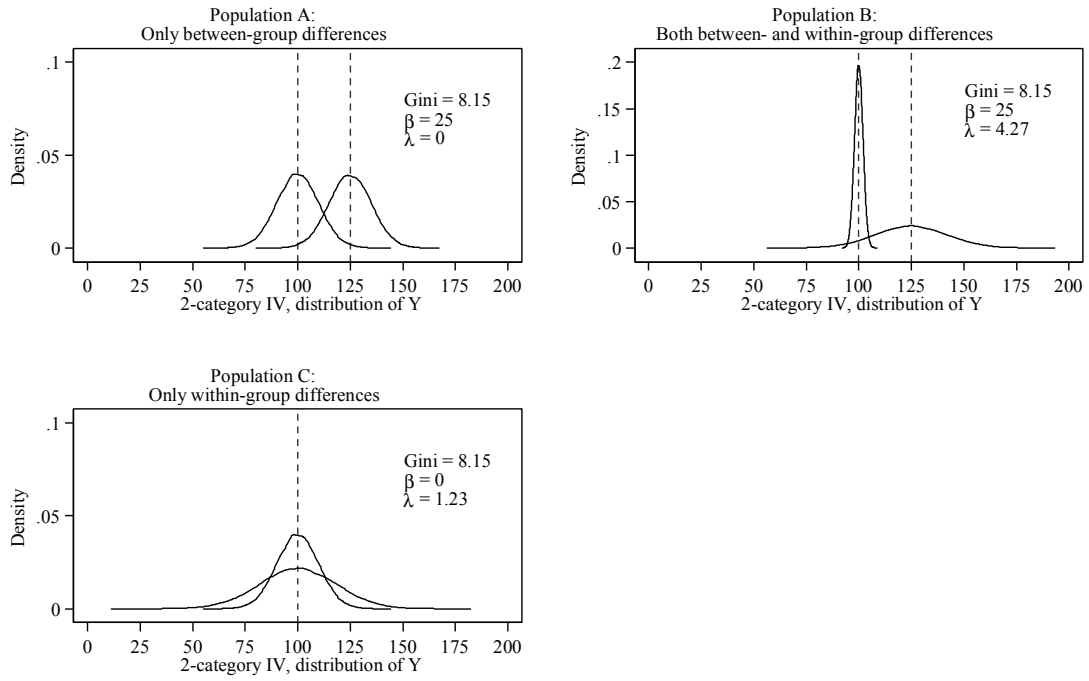 Population A:
Only between-group differences
.1
.05
0
Density
Gini = 8.15
β = 25
λ = 0
0 25 50 75 100 125 150 175 200
2-category IV, distribution of Y
Population B:
Both between- and within-group differences
.2
.15
.1
.05
0
Density
Gini = 8.15
β = 25
λ = 4.27
0 25 50 75 100 125 150 175 200
2-category IV, distribution of Y
Population C:
Only within-group differences
.1
.05
0
Density
Gini = 8.15
β = 0
λ = 1.23
0 25 50 75 100 125 150 175 200
2-category IV, distribution of Y